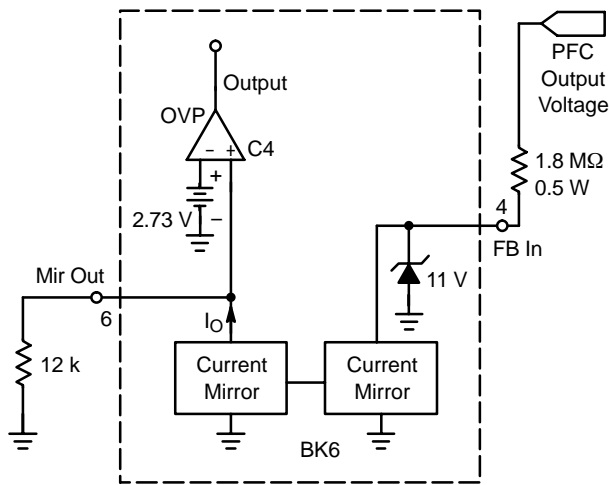 PFC
Output
Voltage
Output
OVP
− +
C4
+
2.73 V
−
1.8 MΩ
0.5 W
4
FB In
Mir Out
6
11 V
IO
12 k
Current
Mirror
Current
Mirror
BK6